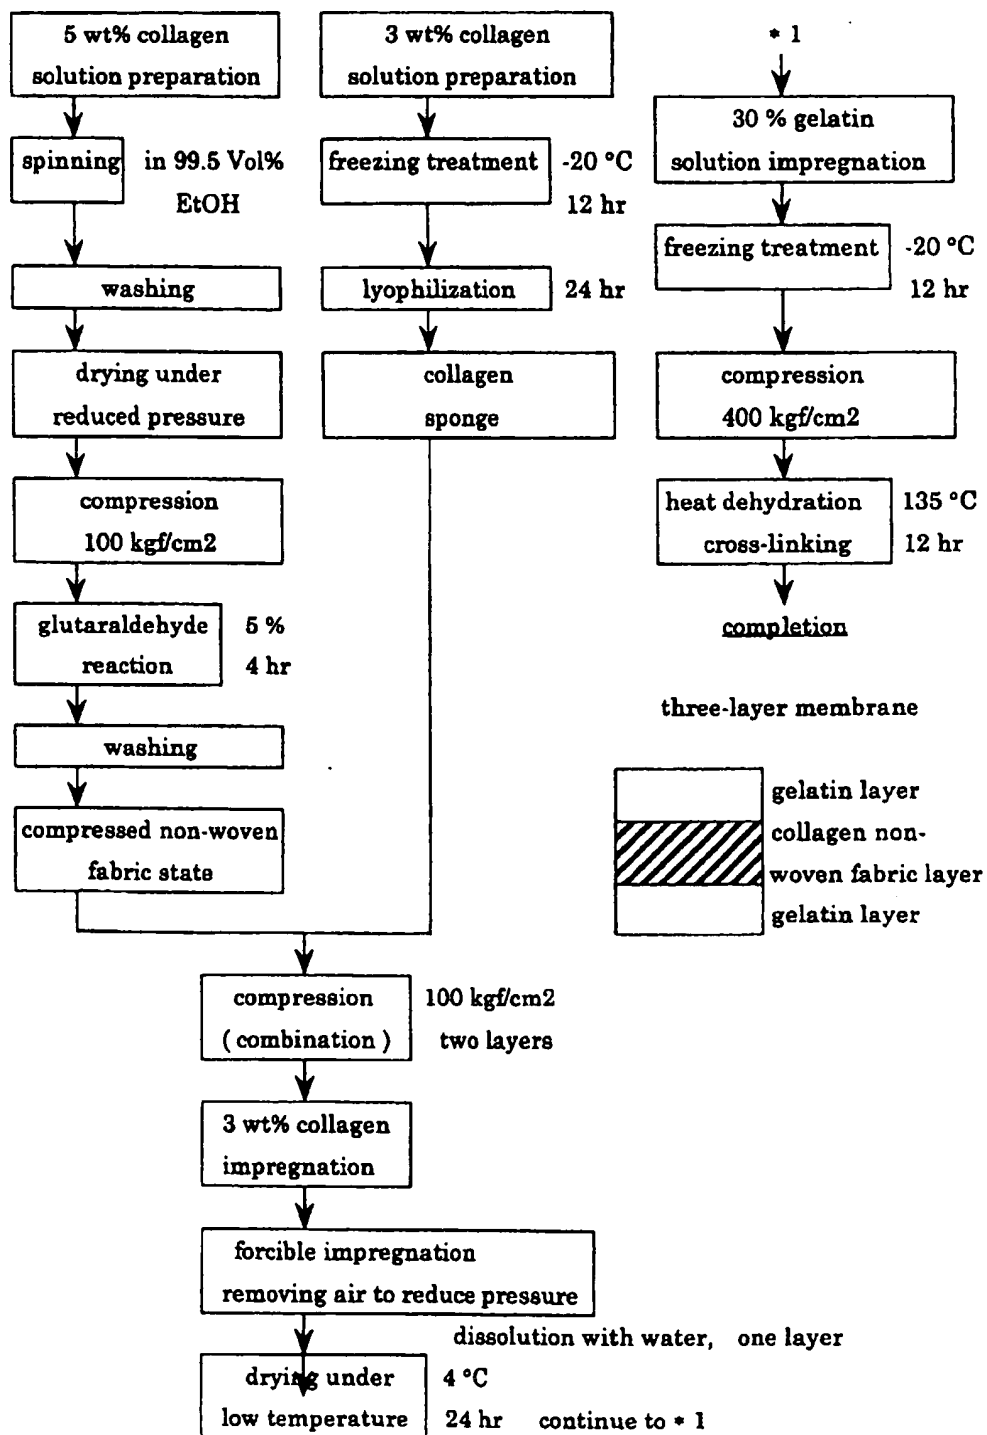 5 wt% collagen
solution preparation
spinning
in 99.5 Vol%
EtOH
washing
drying under
reduced pressure
compression
100 kgf/cm2
glutaraldehyde
reaction
5 %
4 hr
washing
compressed non-woven
fabric state
3 wt% collagen
solution preparation
freezing treatment
-20 °C
12 hr
lyophilization
24 hr
collagen
sponge
compression
( combination )
100 kgf/cm2
two layers
3 wt% collagen
impregnation
forcible impregnation
removing air to reduce pressure
dissolution with water, one layer
drying under
low temperature
4 °C
24 hr continue to * 1
* 1
30 % gelatin
solution impregnation
freezing treatment
-20 °C
12 hr
compression
400 kgf/cm2
heat dehydration
cross-linking
135 °C
12 hr
completion
three-layer membrane
gelatin layer
collagen non-
woven fabric layer
gelatin layer